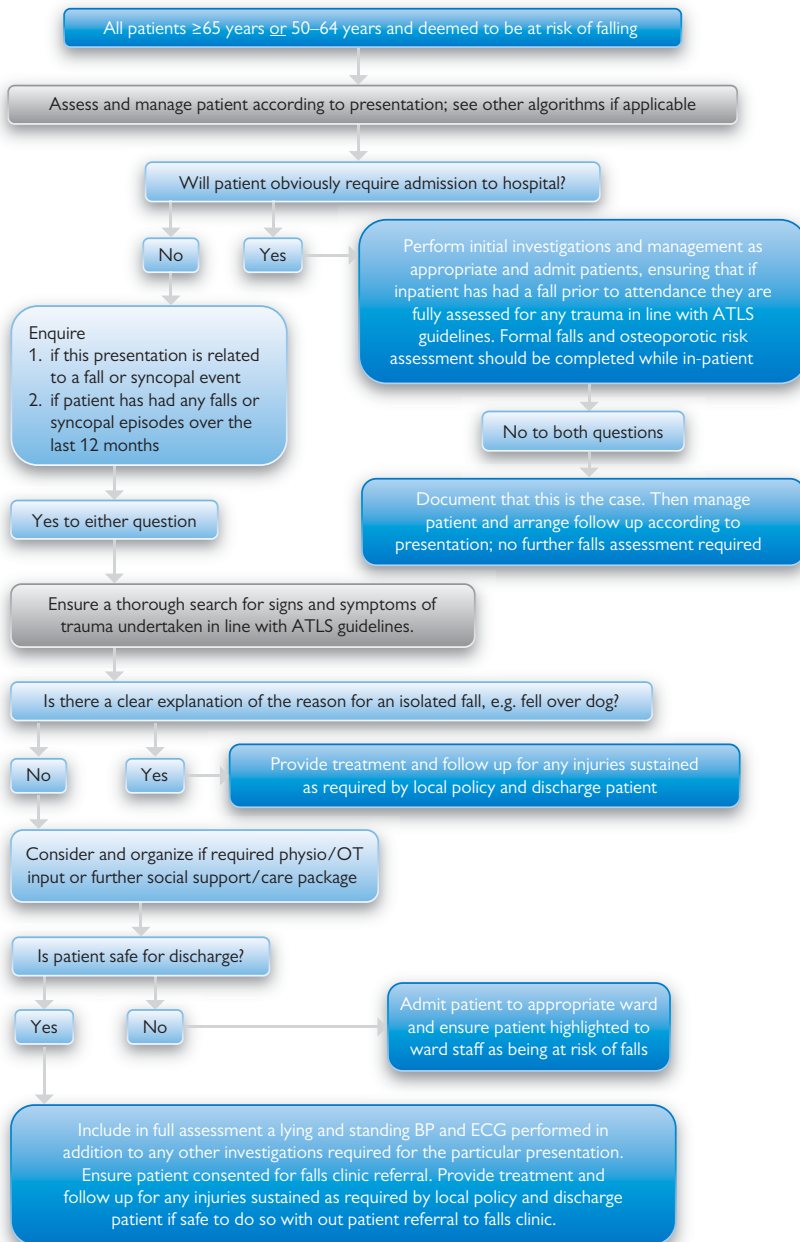 All patients ≥65 years or 50–64 years and deemed to be at risk of falling
Assess and manage patient according to presentation; see other algorithms if applicable
Will patient obviously require admission to hospital?
No
Yes
Perform initial investigations and management as
appropriate and admit patients, ensuring that if
inpatient has had a fall prior to attendance they are
fully assessed for any trauma in line with ATLS
guidelines. Formal falls and osteoporotic risk
assessment should be completed while in-patient
Enquire
1. if this presentation is related
to a fall or syncopal event
2. if patient has had any falls or
syncopal episodes over the
last 12 months
No to both questions
Document that this is the case. Then manage
patient and arrange follow up according to
presentation; no further falls assessment required
Yes to either question
Ensure a thorough search for signs and symptoms of
trauma undertaken in line with ATLS guidelines.
Is there a clear explanation of the reason for an isolated fall, e.g. fell over dog?
No
Yes
Provide treatment and follow up for any injuries sustained
as required by local policy and discharge patient
Consider and organize if required physio/OT
input or further social support/care package
Is patient safe for discharge?
Yes
No
Admit patient to appropriate ward
and ensure patient highlighted to
ward staff as being at risk of falls
Include in full assessment a lying and standing BP and ECG performed in
addition to any other investigations required for the particular presentation.
Ensure patient consented for falls clinic referral. Provide treatment and
follow up for any injuries sustained as required by local policy and discharge
patient if safe to do so with out patient referral to falls clinic.